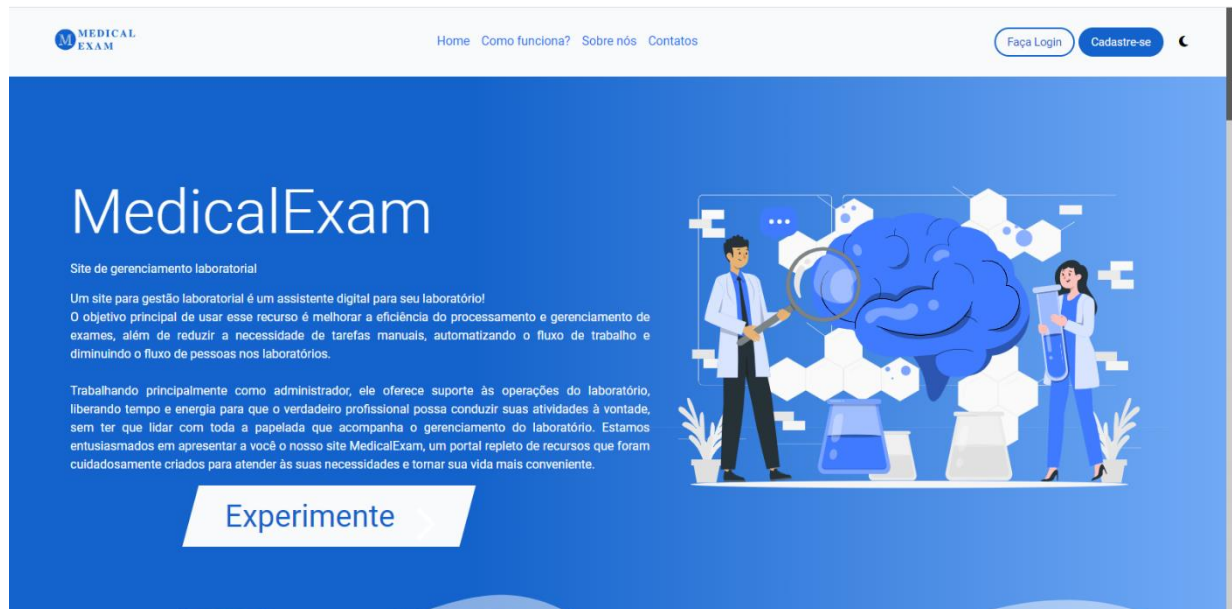 M MEDICAL
EXAM
Home Como funciona? Sobre nós Contatos
Faça Login Cadastre-se
MedicalExam
Site de gerenciamento laboratorial
Um site para gestão laboratorial é um assistente digital para seu laboratório!
O objetivo principal de usar esse recurso é melhorar a eficiência do processamento e gerenciamento de
exames, além de reduzir a necessidade de tarefas manuais, automatizando o fluxo de trabalho e
diminuindo o fluxo de pessoas nos laboratórios.
Trabalhando principalmente como administrador, ele oferece suporte às operações do laboratório,
liberando tempo e energia para que o verdadeiro profissional possa conduzir suas atividades à vontade,
sem ter que lidar com toda a papelada que acompanha o gerenciamento do laboratório. Estamos
entusiasmados em apresentar a você o nosso site MedicalExam, um portal repleto de recursos que foram
cuidadosamente criados para atender às suas necessidades e tornar sua vida mais conveniente.
Experimente